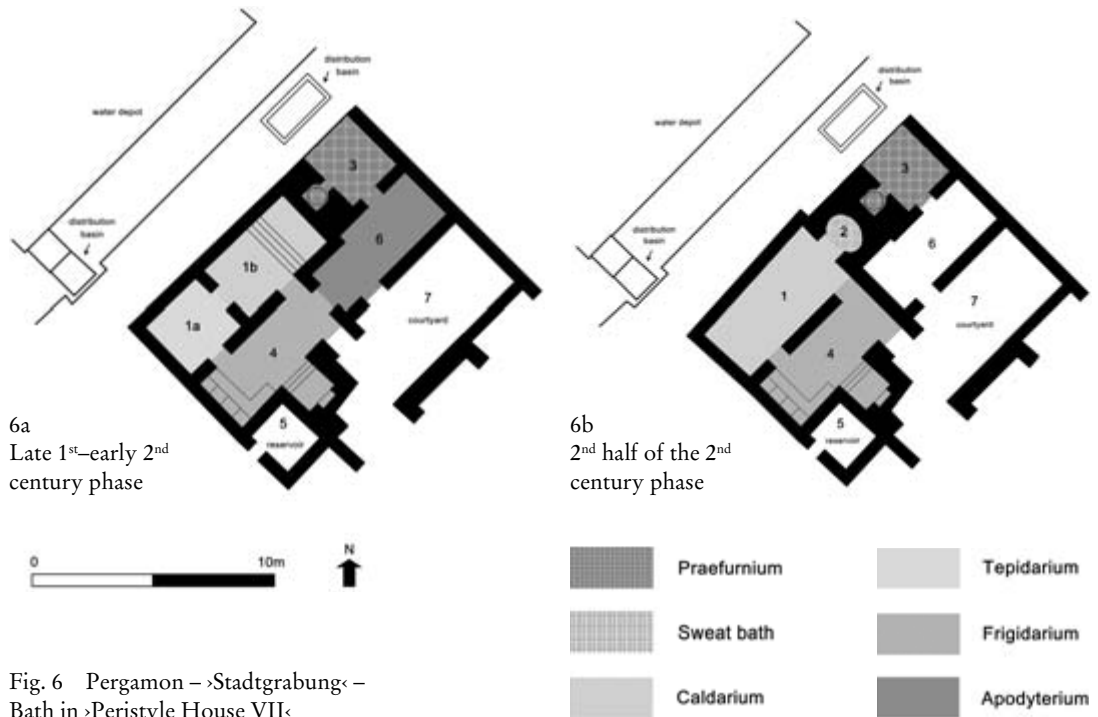 distribution
basin
water depot
distribution
basin
3
6
1b
7
courtyard
1a
4
5
reservoir
6a
Late 1st–early 2nd
century phase
distribution
basin
water depot
distribution
basin
3
2
6
1
7
courtyard
4
5
reservoir
6b
2nd half of the 2nd
century phase
0 10m
N
Praefurnium
Sweat bath
Caldarium
Tepidarium
Frigidarium
Apodyterium
Fig. 6 Pergamon – ›Stadtgrabung‹ –
Bath in ›Peristyle House VII‹